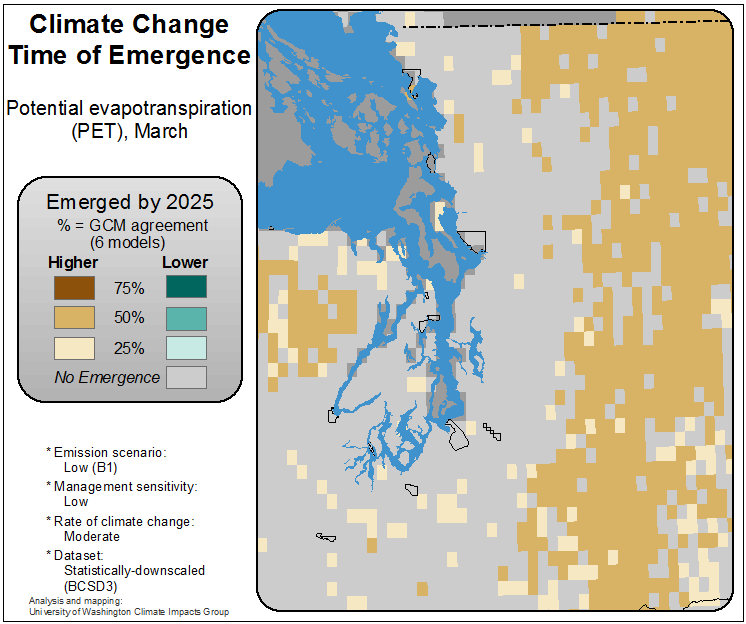 Climate Change
Time of Emergence
Potential evapotranspiration
(PET), March
Emerged by 2025
% = GCM agreement
(6 models)
Higher Lower
75%
50%
25%
No Emergence
* Emission scenario:
Low (B1)
* Management sensitivity:
Low
* Rate of climate change:
Moderate
* Dataset:
Statistically-downscaled
(BCSD3)
Analysis and mapping:
University of Washington Climate Impacts Group